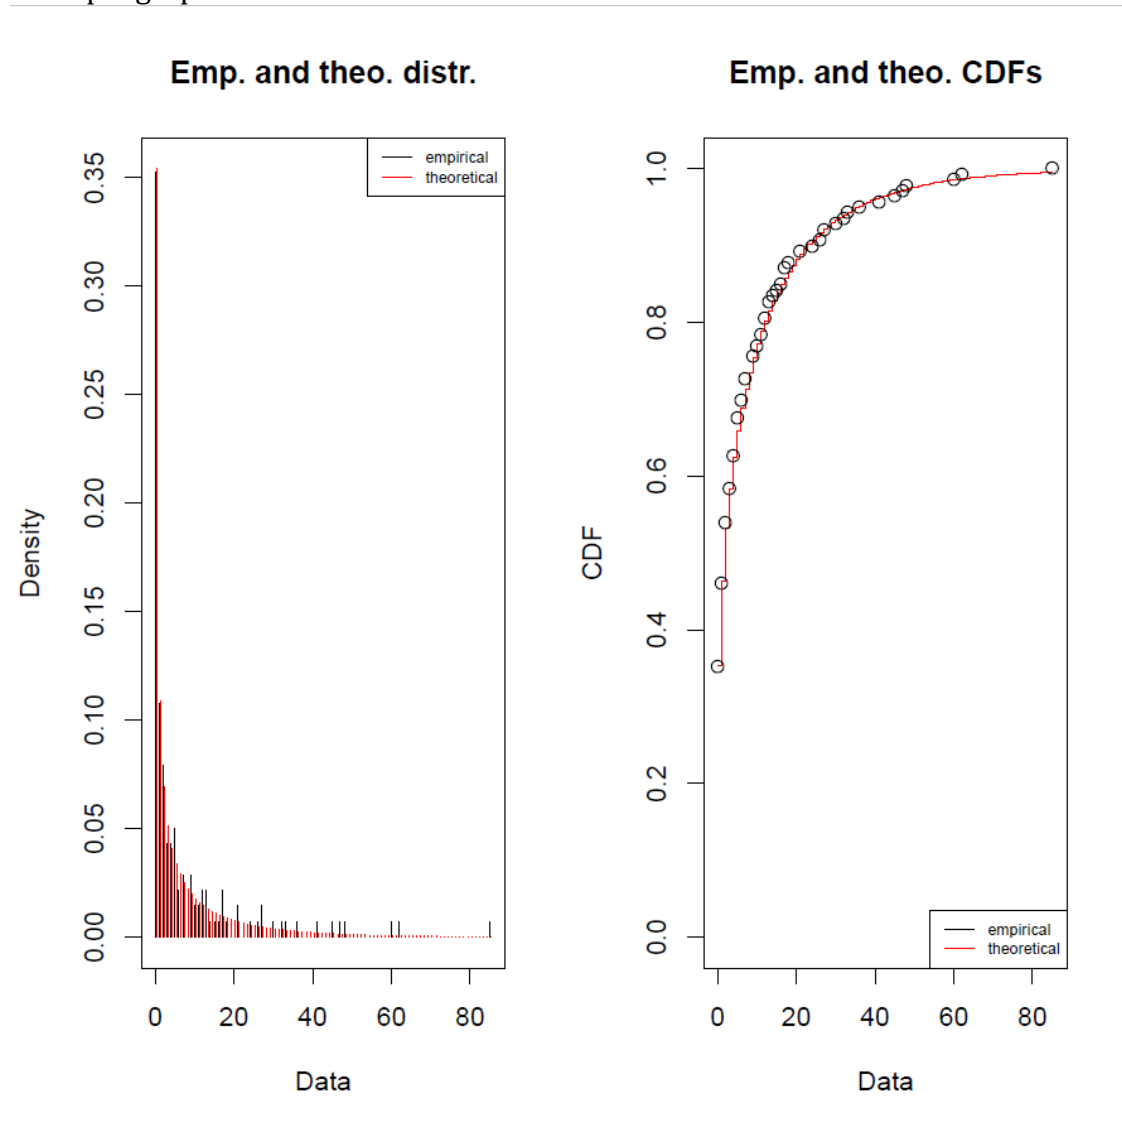 Emp. and theo. distr.
empirical
theoretical
0.35
0.30
0.25
0.20
0.15
0.10
0.05
0.00
Density
0 20 40 60 80
Data
Emp. and theo. CDFs
1.0
0.8
0.6
0.4
0.2
0.0
CDF
empirical
theoretical
0 20 40 60 80
Data